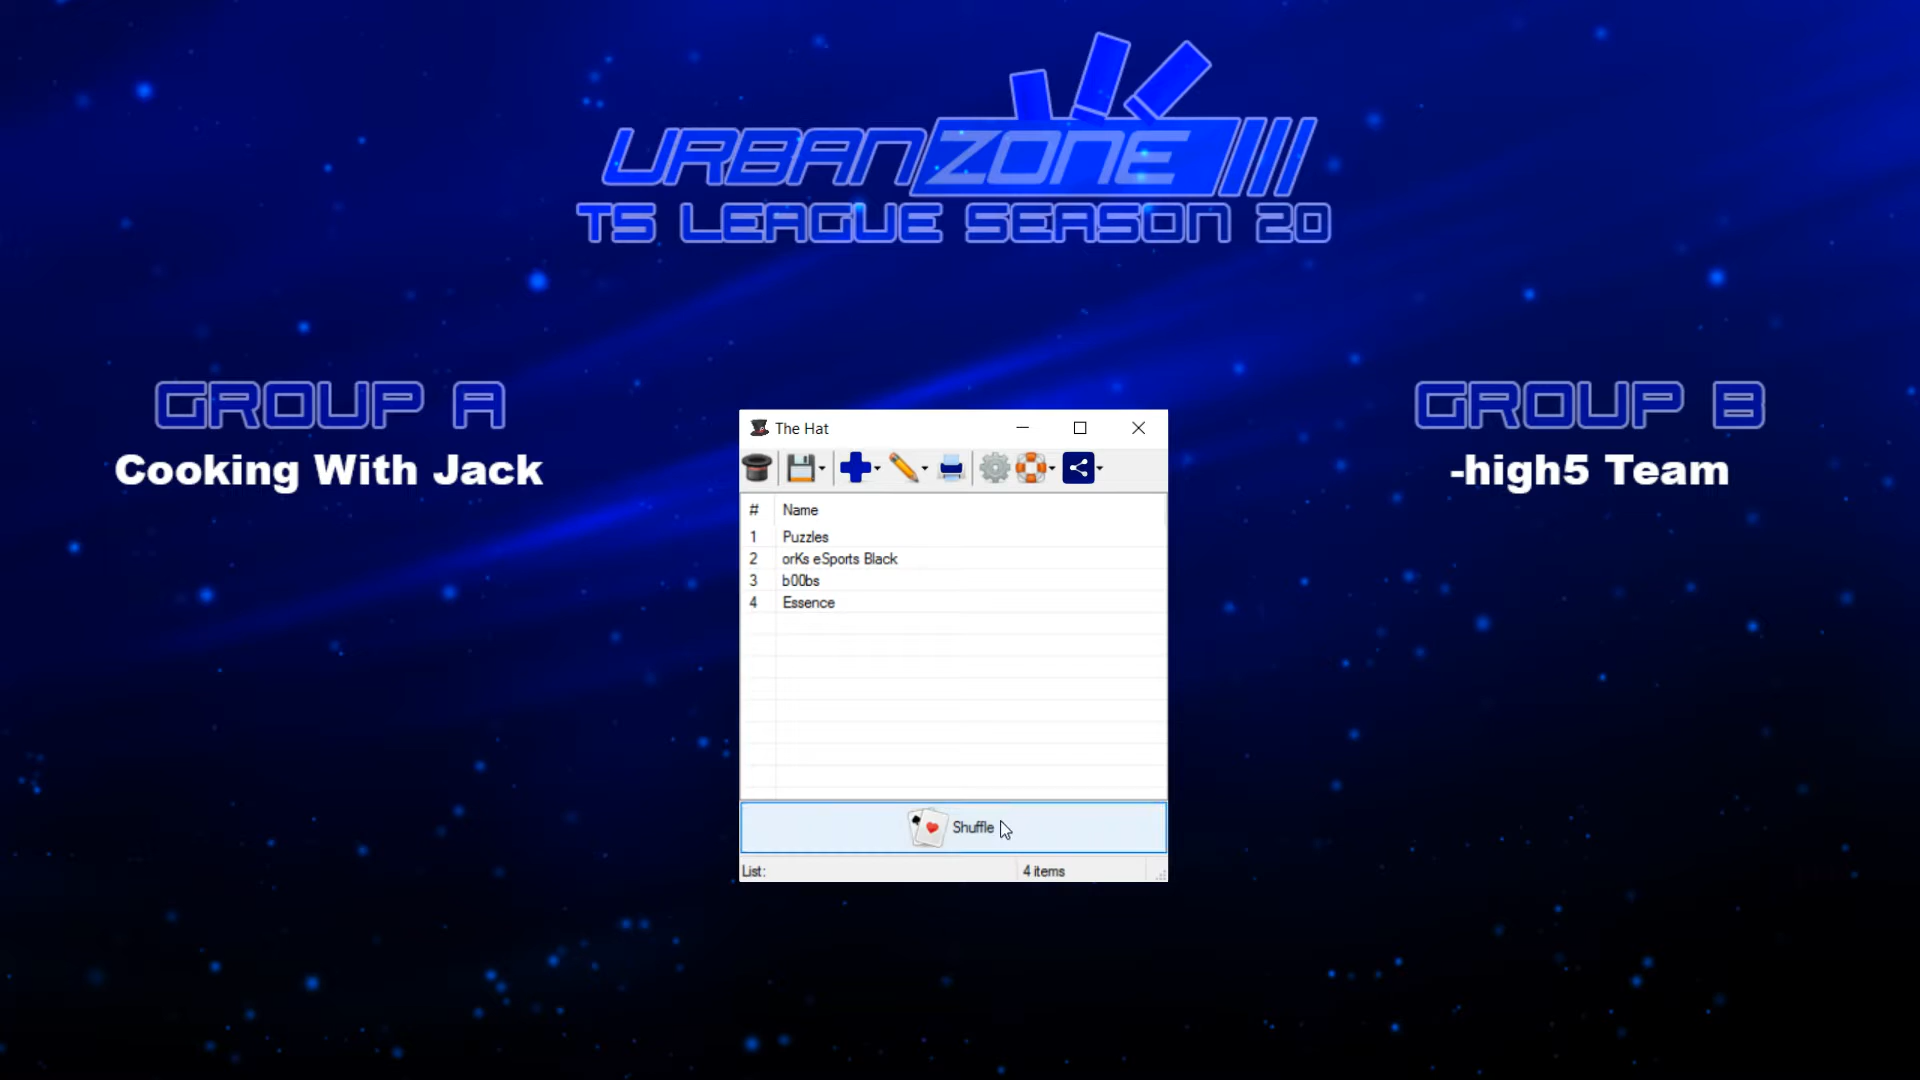 URBAN ZONE
TS LEAGUE SEASON 20
GROUP A
Cooking With Jack
GROUP B
-high5 Team
The Hat
# Name
1 Puzzles
2 orKs eSports Black
3 b00bs
4 Essence
Shuffle
List: 4 items